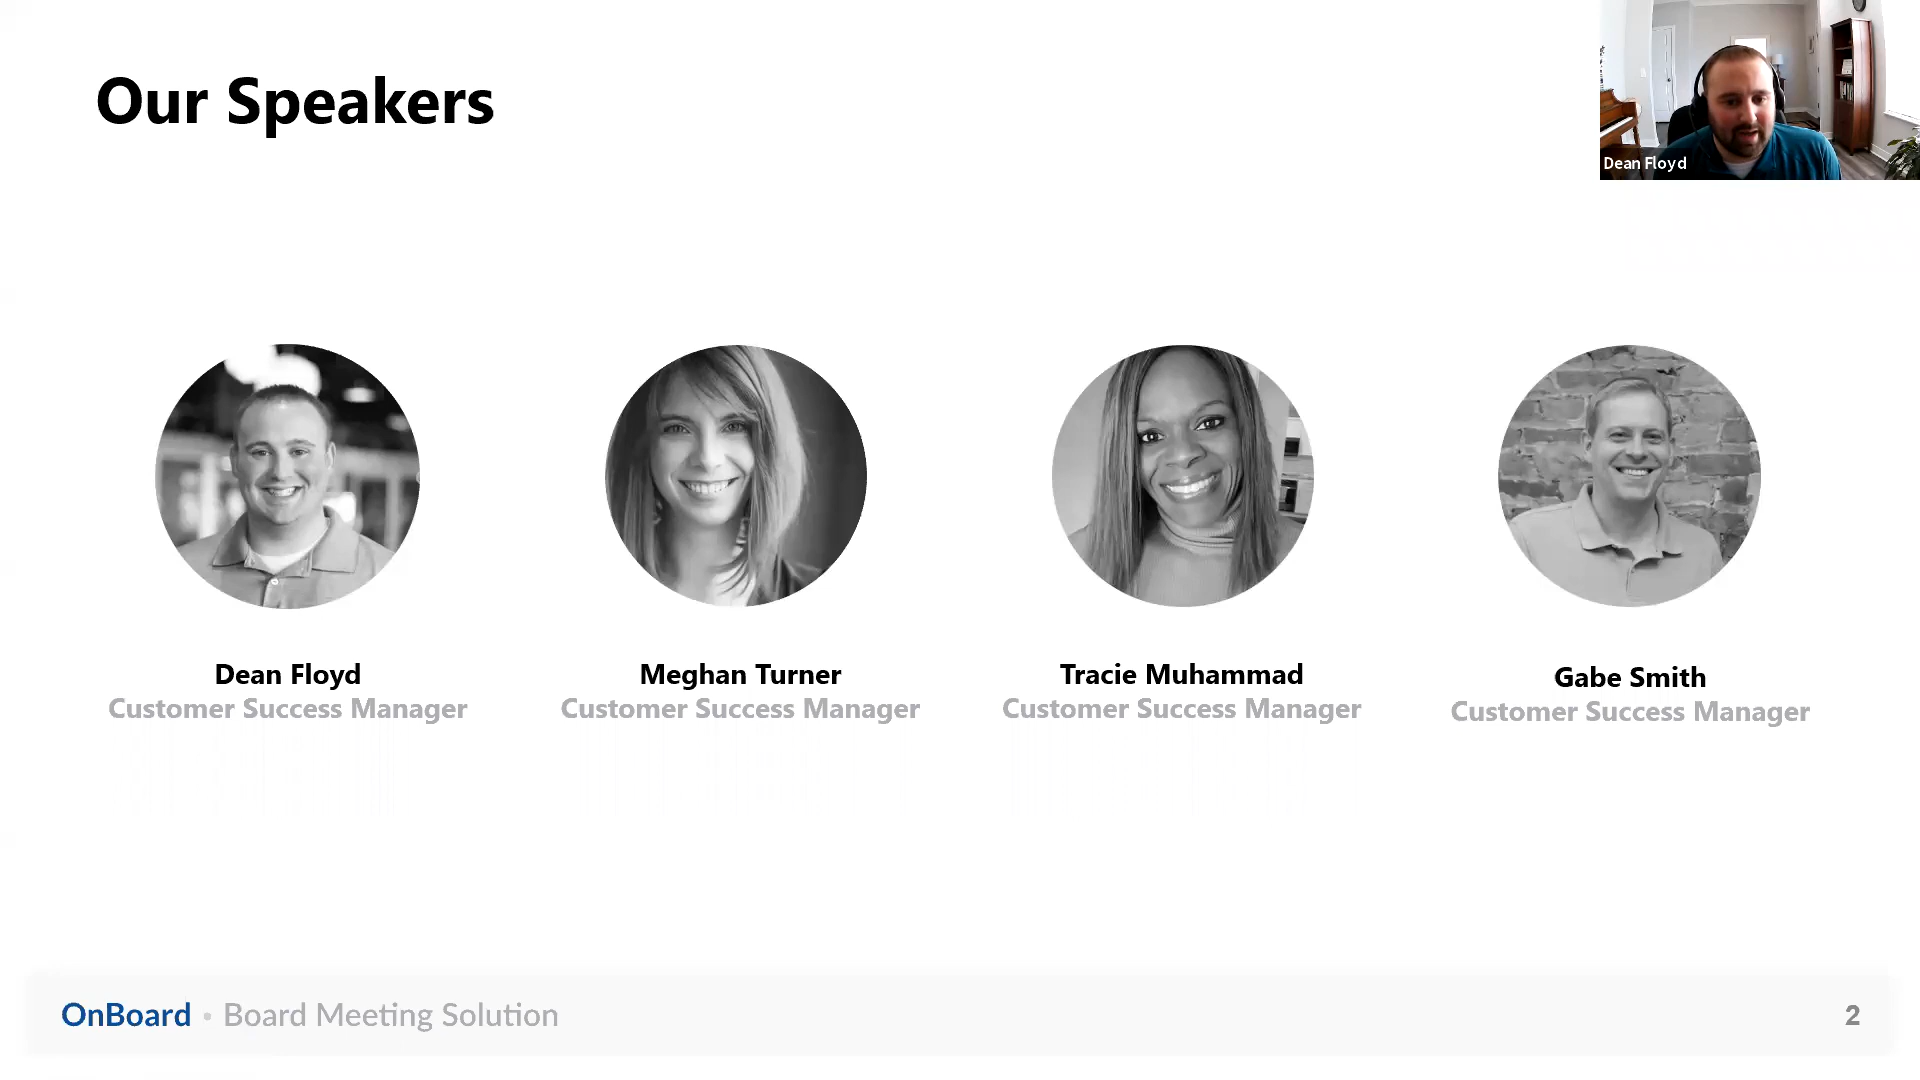 Our Speakers
Dean Floyd
Dean Floyd
Customer Success Manager
Meghan Turner
Customer Success Manager
Tracie Muhammad
Customer Success Manager
Gabe Smith
Customer Success Manager
OnBoard • Board Meeting Solution
2